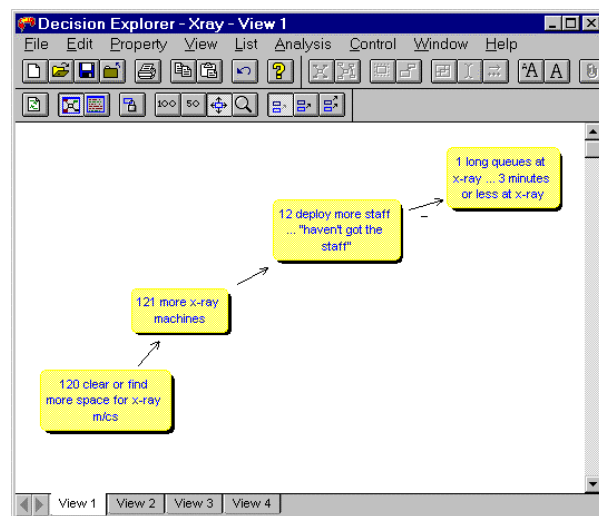 Decision Explorer - Xray - View 1
File Edit Property View List Analysis Control Window Help
100 50 A A
1 long queues at
x-ray ... 3 minutes
or less at x-ray
12 deploy more staff
... "haven't got the
staff"
–
121 more x-ray
machines
120 clear or find
more space for x-ray
m/cs
View 1 View 2 View 3 View 4